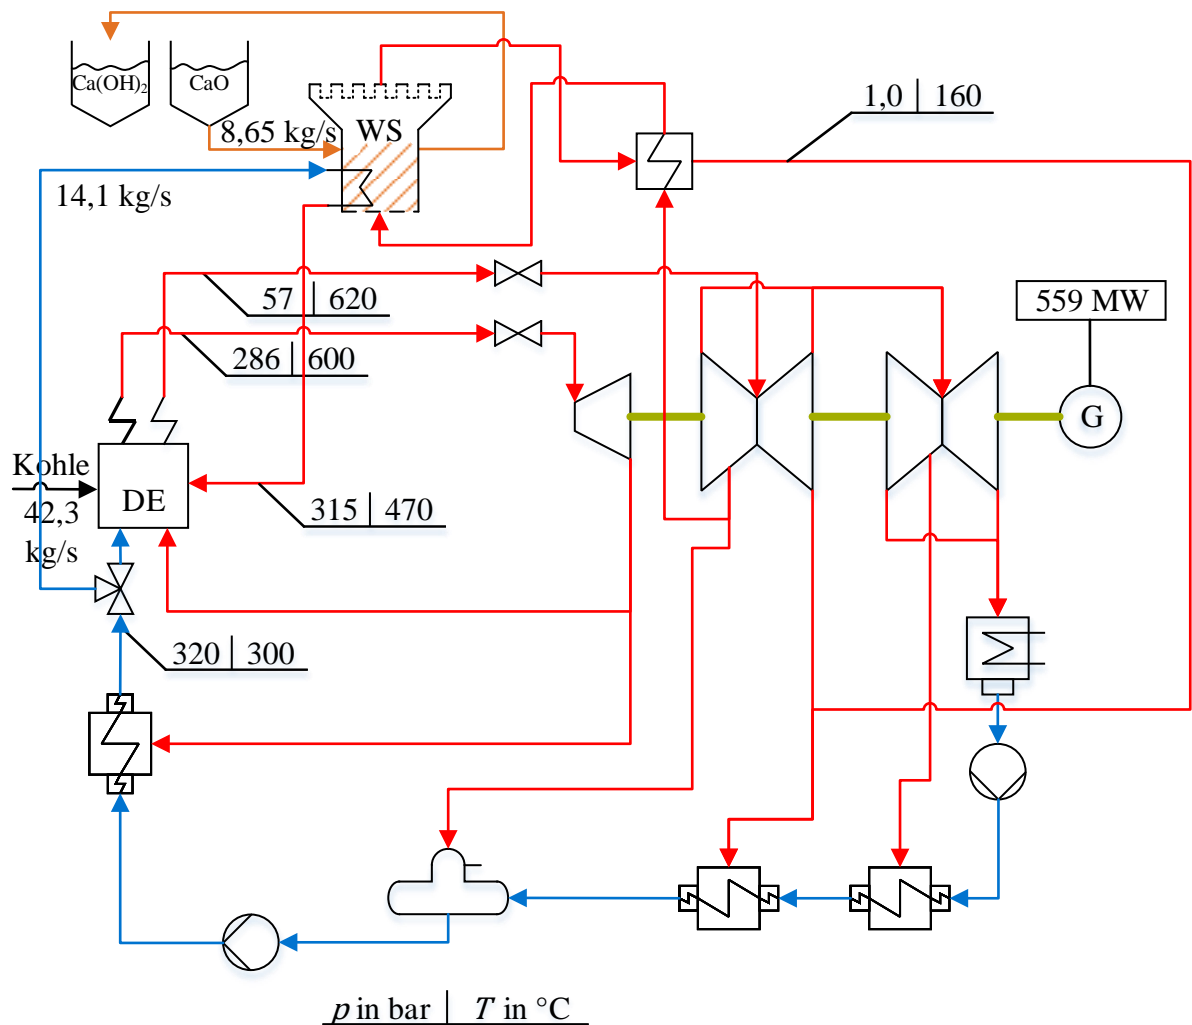 Ca(OH)₂
CaO
8,65 kg/s
WS
1,0 | 160
14,1 kg/s
57 | 620
559 MW
286 | 600
G
Kohle
DE
42,3
kg/s
315 | 470
320 | 300
p in bar | T in °C